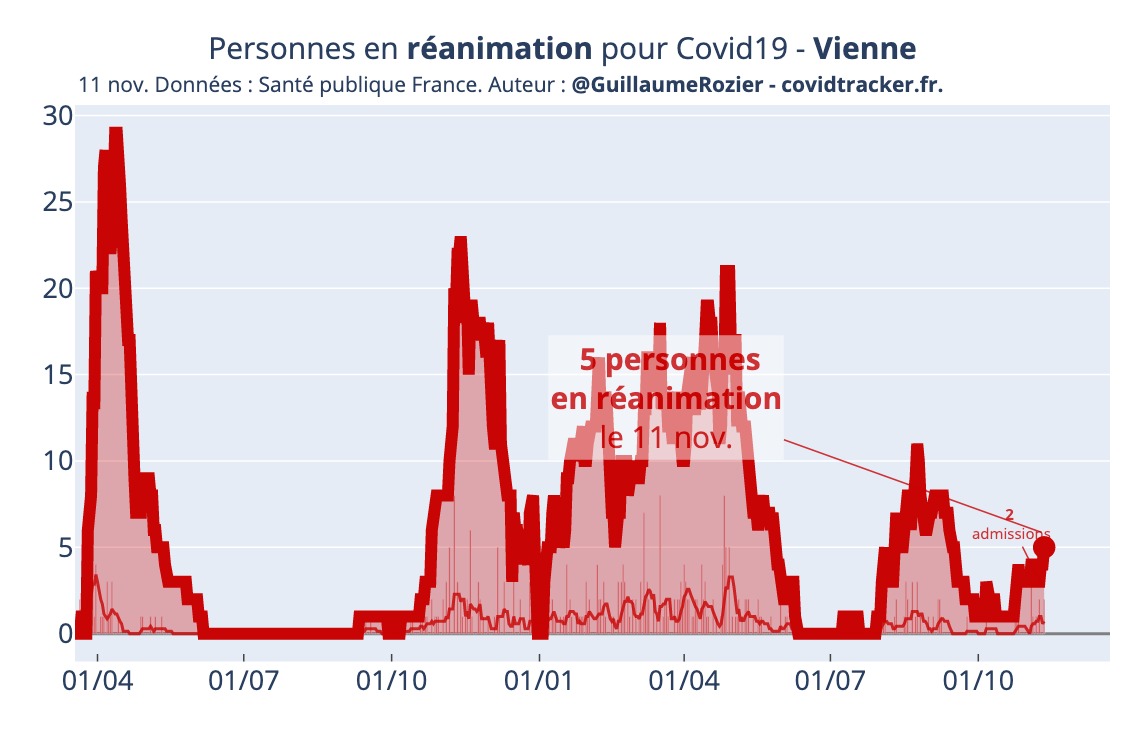 Personnes en réanimation pour Covid19 - Vienne
11 nov. Données : Santé publique France. Auteur : @GuillaumeRozier - covidtracker.fr.
30
25
20
15
10
5
0
5 personnes
en réanimation
le 11 nov.
2
admissions
01/04 01/07 01/10 01/01 01/04 01/07 01/10